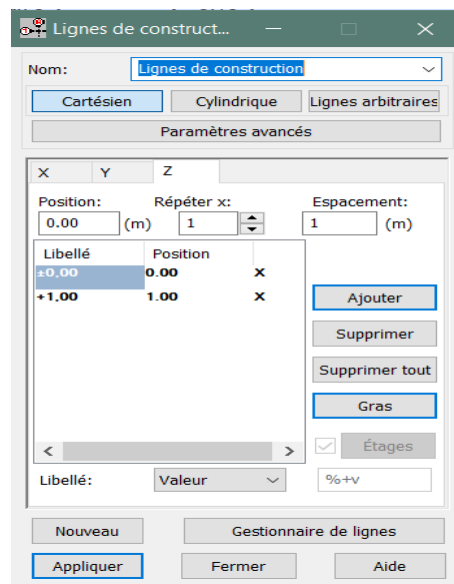 Lignes de construct...
Nom: Lignes de construction
Cartésien Cylindrique Lignes arbitraires
Paramètres avancés
X Y Z
Position: Répéter x: Espacement:
0.00 (m) 1 1 (m)
Libellé Position
±0.00 0.00 x
+1.00 1.00 x
Ajouter
Supprimer
Supprimer tout
Gras
Étages
Libellé: Valeur %+v
Nouveau Gestionnaire de lignes
Appliquer Fermer Aide